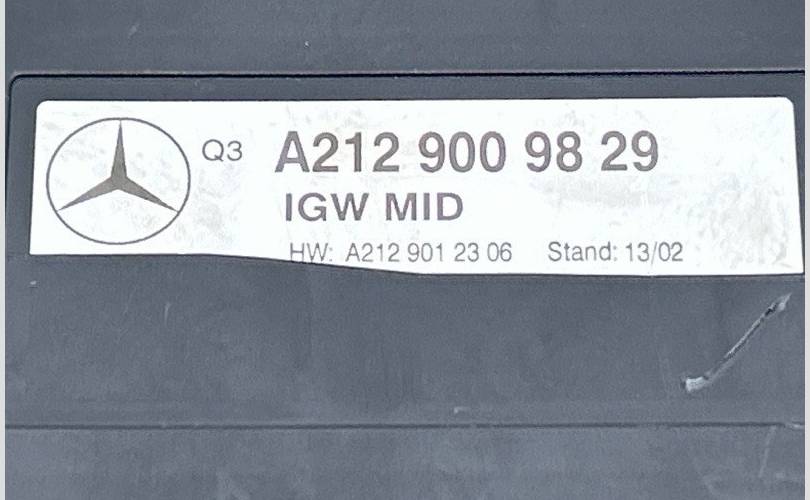 Q3 A212 900 98 29
IGW MID
HW: A212 901 23 06 Stand: 13/02